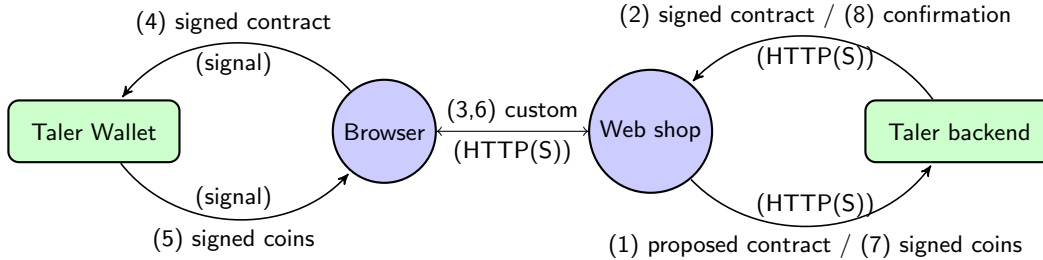 (4) signed contract
(signal)
Taler Wallet
(signal)
(5) signed coins
Browser
(3,6) custom
(HTTP(S))
Web shop
(2) signed contract / (8) confirmation
(HTTP(S))
Taler backend
(HTTP(S))
(1) proposed contract / (7) signed coins